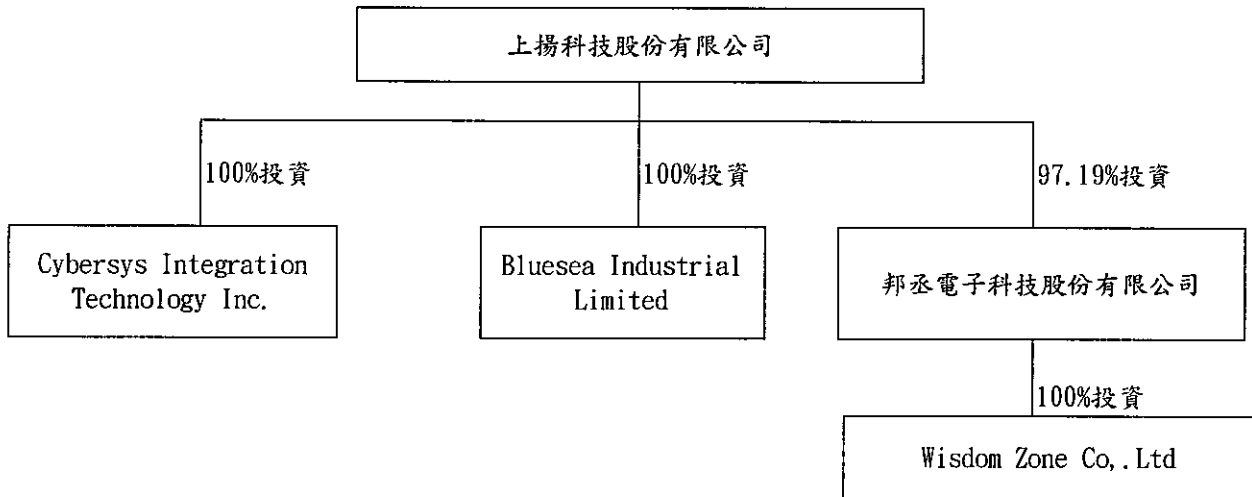 上揚科技股份有限公司
100%投資
100%投資
97.19%投資
Cybersys Integration
Technology Inc.
Bluesea Industrial
Limited
邦丞電子科技股份有限公司
100%投資
Wisdom Zone Co,.Ltd